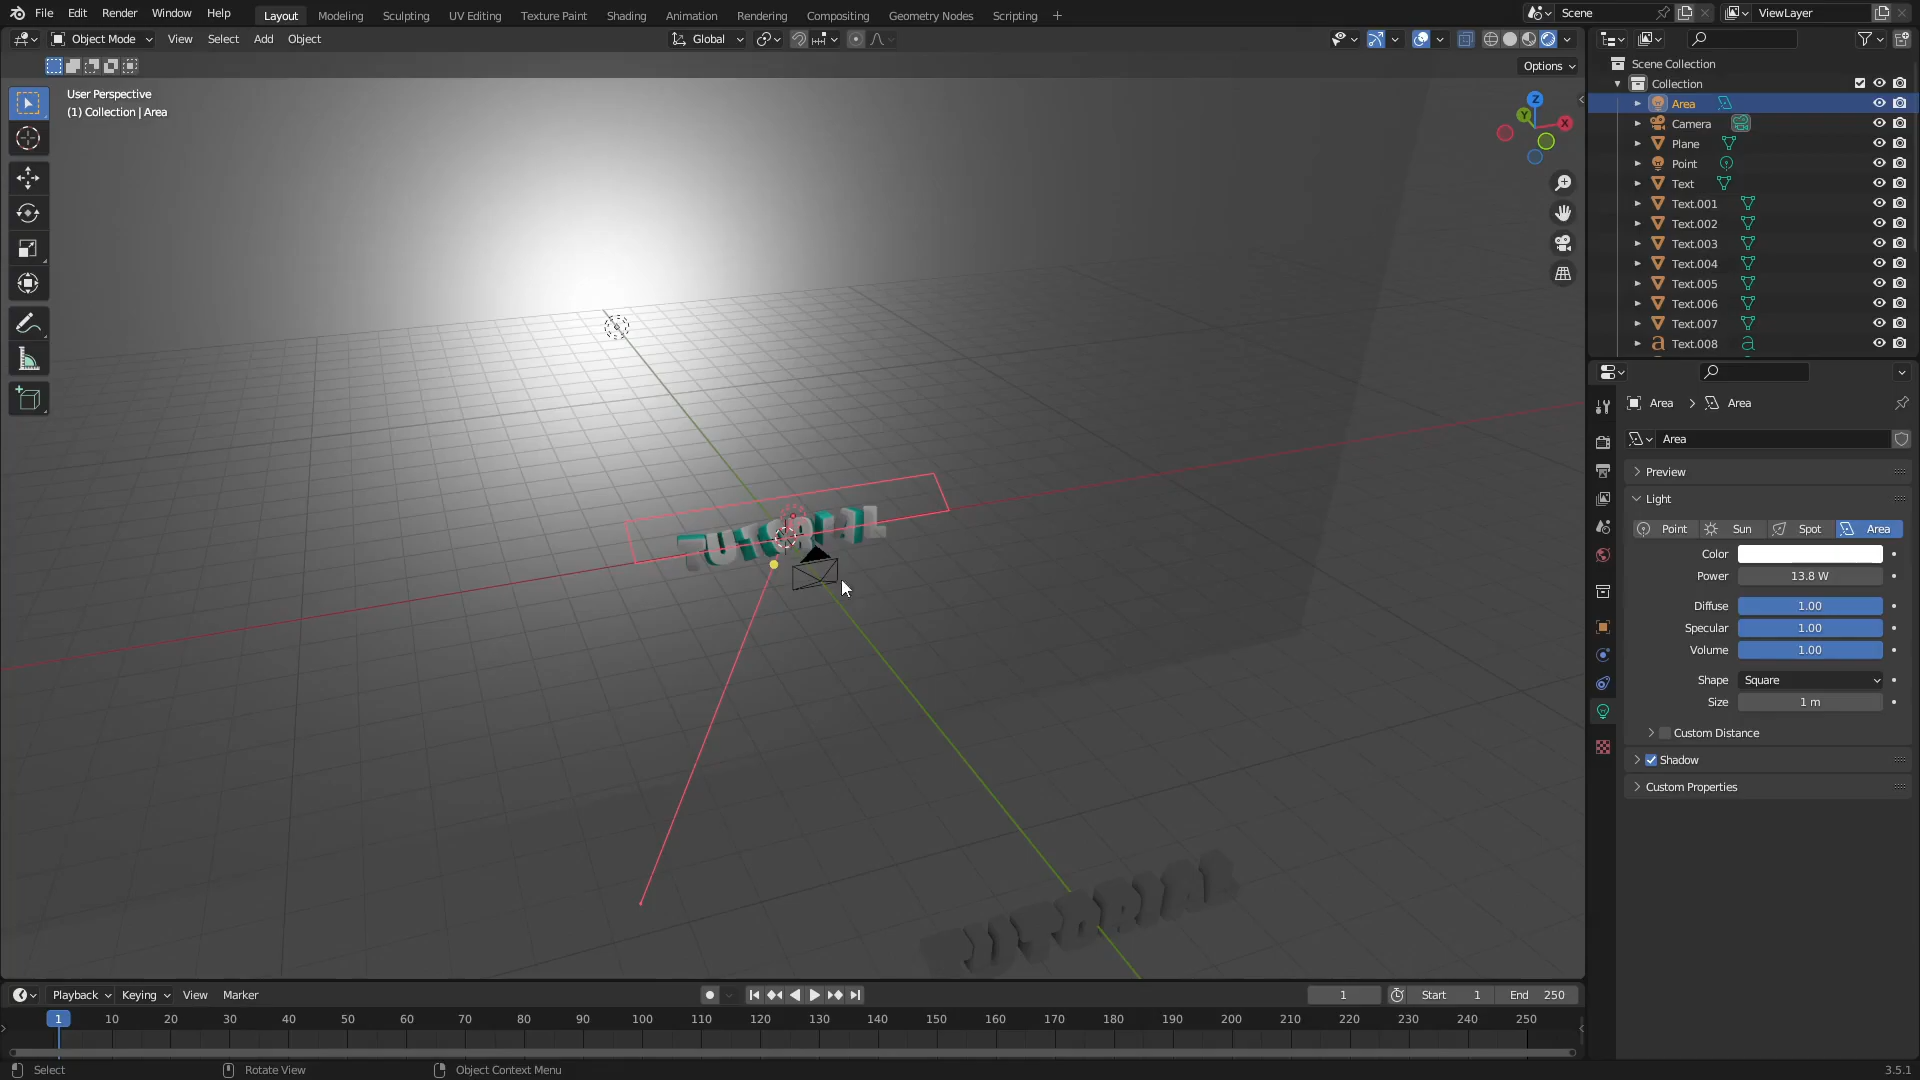 File Edit Render Window Help Layout Modeling Sculpting UV Editing Texture Paint Shading Animation Rendering Compositing Geometry Nodes Scripting + Scene ViewLayer
Object Mode View Select Add Object Global
Options
User Perspective
(1) Collection | Area
Z
Y
X
TUTORIAL
TUTORIAL
Scene Collection
Collection
Area
Camera
Plane
Point
Text
Text.001
Text.002
Text.003
Text.004
Text.005
Text.006
Text.007
a Text.008 a
Area > Area
Area
Preview
Light
Point Sun Spot Area
Color
Power 13.8 W
Diffuse 1.00
Specular 1.00
Volume 1.00
Shape Square
Size 1 m
Custom Distance
Shadow
Custom Properties
Playback Keying View Marker 1 Start 1 End 250
1 10 20 30 40 50 60 70 80 90 100 110 120 130 140 150 160 170 180 190 200 210 220 230 240 250
Select Rotate View Object Context Menu 3.5.1